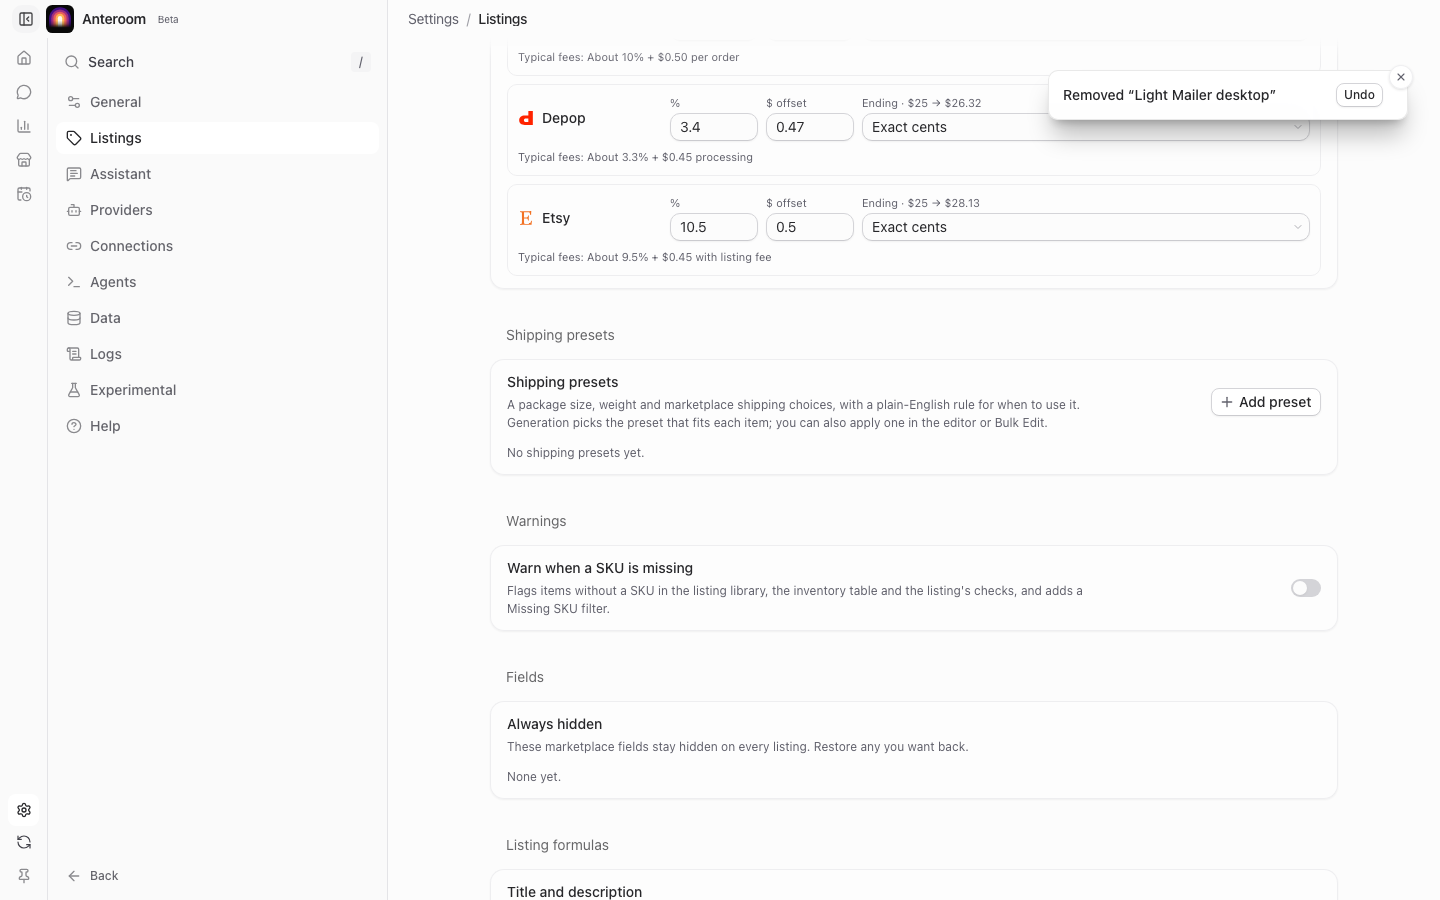 Anteroom Beta
Settings / Listings
Search /
General
Listings
Assistant
Providers
Connections
Agents
Data
Logs
Experimental
Help
Back
Typical fees: About 10% + $0.50 per order
Removed “Light Mailer desktop” Undo
Depop
% $ offset Ending · $25 → $26.32
3.4 0.47 Exact cents
Typical fees: About 3.3% + $0.45 processing
Etsy
% $ offset Ending · $25 → $28.13
10.5 0.5 Exact cents
Typical fees: About 9.5% + $0.45 with listing fee
Shipping presets
Shipping presets
A package size, weight and marketplace shipping choices, with a plain-English rule for when to use it.
Generation picks the preset that fits each item; you can also apply one in the editor or Bulk Edit.
Add preset
No shipping presets yet.
Warnings
Warn when a SKU is missing
Flags items without a SKU in the listing library, the inventory table and the listing's checks, and adds a
Missing SKU filter.
Fields
Always hidden
These marketplace fields stay hidden on every listing. Restore any you want back.
None yet.
Listing formulas
Title and description